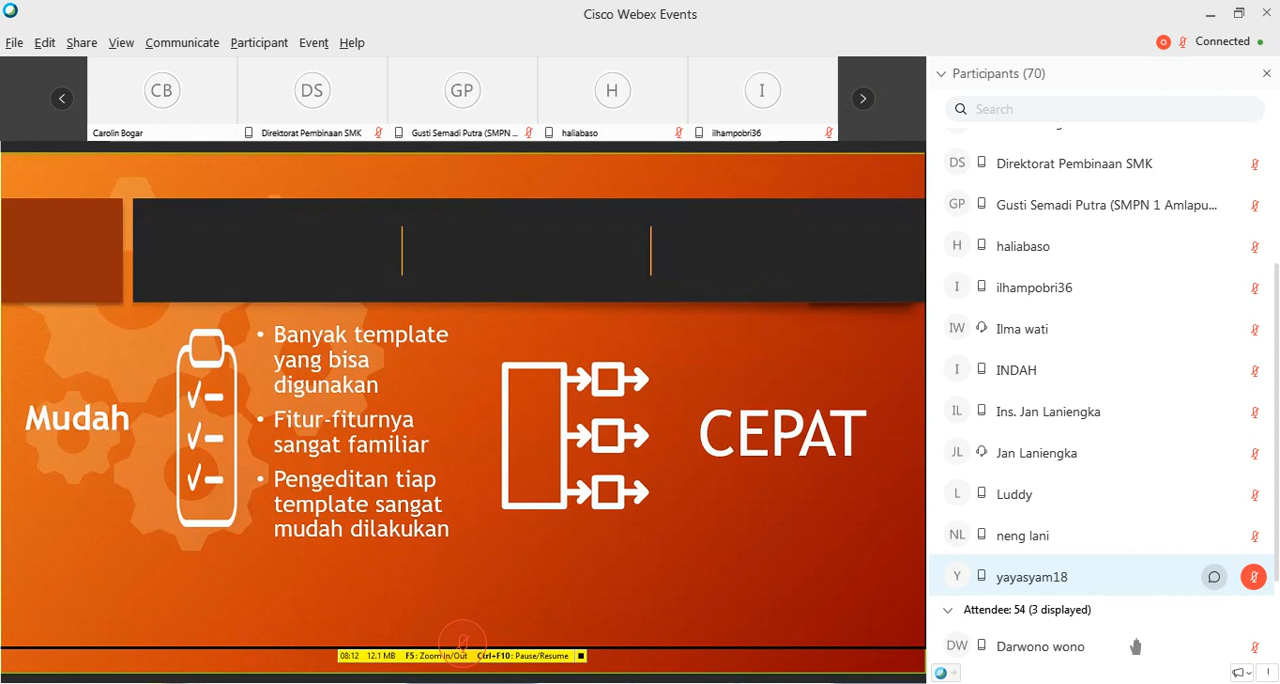 Cisco Webex Events
File Edit Share View Communicate Participant Event Help
Connected
CB
DS
GP
H
I
Carolin Bogar
Direktorat Pembinaan SMK
Gusti Semadi Putra (SMPN ...
haliabaso
ilhampobri36
Mudah
• Banyak template
yang bisa
digunakan
• Fitur-fiturnya
sangat familiar
• Pengeditan tiap
template sangat
mudah dilakukan
CEPAT
08:12 12.1 MB F5: Zoom In/Out Ctrl+F10: Pause/Resume
Participants (70)
Search
DS Direktorat Pembinaan SMK
GP Gusti Semadi Putra (SMPN 1 Amlapu...
H haliabaso
I ilhampobri36
IW Ilma wati
I INDAH
IL Ins. Jan Laniengka
JL Jan Laniengka
L Luddy
NL neng lani
Y yayasyam18
Attendee: 54 (3 displayed)
DW Darwono wono